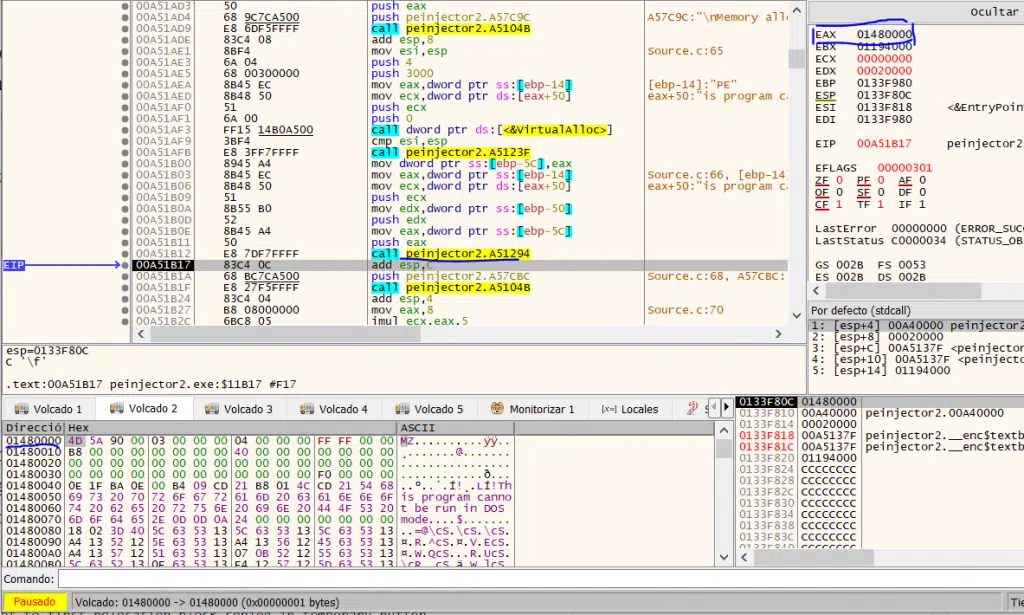 00A51AD3 50 push eax
00A51AD4 68 9C7CA500 push peinjector2.A57C9C A57C9C:"\nMemory allo
00A51AD9 E8 6DF5FFFF call peinjector2.A5104B
00A51ADE 83C4 08 add esp,8
00A51AE1 8BF4 mov esi,esp Source.c:65
00A51AE3 6A 04 push 4
00A51AE5 68 00300000 push 3000
00A51AEA 8B45 EC mov eax,dword ptr ss:[ebp-14] [ebp-14]:"PE"
00A51AED 8B48 50 mov ecx,dword ptr ds:[eax+50] eax+50:"is program ca
00A51AF0 51 push ecx
00A51AF1 6A 00 push 0
00A51AF3 FF15 14B0A500 call dword ptr ds:[<&VirtualAlloc>]
00A51AF9 3BF4 cmp esi,esp
00A51AFB E8 3FF7FFFF call peinjector2.A5123F
00A51B00 8945 A4 mov dword ptr ss:[ebp-5C],eax
00A51B03 8B45 EC mov eax,dword ptr ss:[ebp-14] Source.c:66, [ebp-14]
00A51B06 8B48 50 mov ecx,dword ptr ds:[eax+50] eax+50:"is program ca
00A51B09 51 push ecx
00A51B0A 8B55 B0 mov edx,dword ptr ss:[ebp-50]
00A51B0D 52 push edx
00A51B0E 8B45 A4 mov eax,dword ptr ss:[ebp-5C]
00A51B11 50 push eax
00A51B12 E8 7DF7FFFF call peinjector2.A51294
EIP 00A51B17 83C4 0C add esp,C
00A51B1A 68 BC7CA500 push peinjector2.A57CBC Source.c:68, A57CBC:
00A51B1F E8 27F5FFFF call peinjector2.A5104B
00A51B24 83C4 04 add esp,4
00A51B27 B8 08000000 mov eax,8 Source.c:70
00A51B2C 6BC8 05 imul ecx,eax,5
Ocultar
EAX 01480000
EBX 01194000
ECX 00000000
EDX 00020000
EBP 0133F980
ESP 0133F80C
ESI 0133F818 <&EntryPoin
EDI 0133F980
EIP 00A51B17 peinjector2
EFLAGS 00000301
ZF 0 PF 0 AF 0
OF 0 SF 0 DF 0
CF 1 TF 1 IF 1
LastError 00000000 (ERROR_SUCC
LastStatus C0000034 (STATUS_OB
GS 002B FS 0053
ES 002B DS 002B
Por defecto (stdcall)
1: [esp+4] 00A40000 peinjector2
2: [esp+8] 00020000
3: [esp+C] 00A5137F <peinjector
4: [esp+10] 00A5137F <peinjecto
5: [esp+14] 01194000
esp=0133F80C
C '\f'
.text:00A51B17 peinjector2.exe:$11B17 #F17
Volcado 1 Volcado 2 Volcado 3 Volcado 4 Volcado 5 Monitorizar 1 [x=] Locales
Direcció Hex ASCII
01480000 4D 5A 90 00 03 00 00 00 04 00 00 00 FF FF 00 00 MZ..........ÿÿ..
01480010 B8 00 00 00 00 00 00 00 40 00 00 00 00 00 00 00 ¸.......@.......
01480020 00 00 00 00 00 00 00 00 00 00 00 00 00 00 00 00 ................
01480030 00 00 00 00 00 00 00 00 00 00 00 00 F0 00 00 00 ............ð...
01480040 0E 1F BA 0E 00 B4 09 CD 21 B8 01 4C CD 21 54 68 ..º..´.Í!¸.LÍ!Th
01480050 69 73 20 70 72 6F 67 72 61 6D 20 63 61 6E 6E 6F is program canno
01480060 74 20 62 65 20 72 75 6E 20 69 6E 20 44 4F 53 20 t be run in DOS
01480070 6D 6F 64 65 2E 0D 0D 0A 24 00 00 00 00 00 00 00 mode....$.......
01480080 18 02 3D 40 5C 63 53 13 5C 63 53 13 5C 63 53 13 ..=@\cS.\cS.\cS.
01480090 A4 13 52 12 5E 63 53 13 A4 13 56 12 45 63 53 13 ¤.R.^cS.¤.V.EcS.
014800A0 A4 13 57 12 51 63 53 13 07 0B 52 12 55 63 53 13 ¤.W.QcS...R.UcS.
0133F80C 01480000
0133F810 00A40000 peinjector2.00A40000
0133F814 00020000
0133F818 00A5137F peinjector2.__enc$textb
0133F81C 00A5137F peinjector2.__enc$textb
0133F820 01194000
0133F824 CCCCCCCC
0133F828 CCCCCCCC
0133F82C CCCCCCCC
0133F830 CCCCCCCC
0133F834 CCCCCCCC
0133F838 CCCCCCCC
0133F83C CCCCCCCC
Comando:
Pausado Volcado: 01480000 -> 01480000 (0x00000001 bytes) Tie